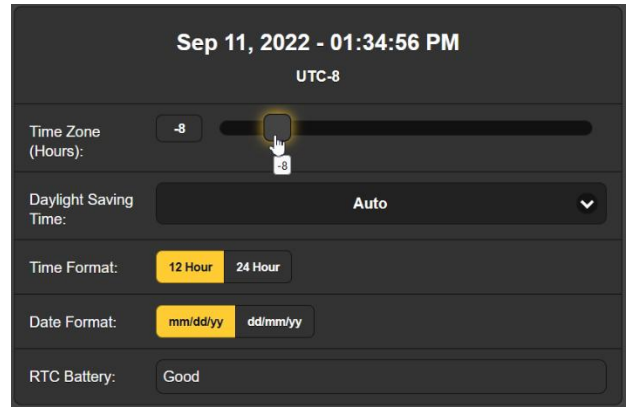 Sep 11, 2022 - 01:34:56 PM
UTC-8
Time Zone
(Hours):
-8
-8
Daylight Saving
Time:
Auto
Time Format:
12 Hour
24 Hour
Date Format:
mm/dd/yy
dd/mm/yy
RTC Battery:
Good